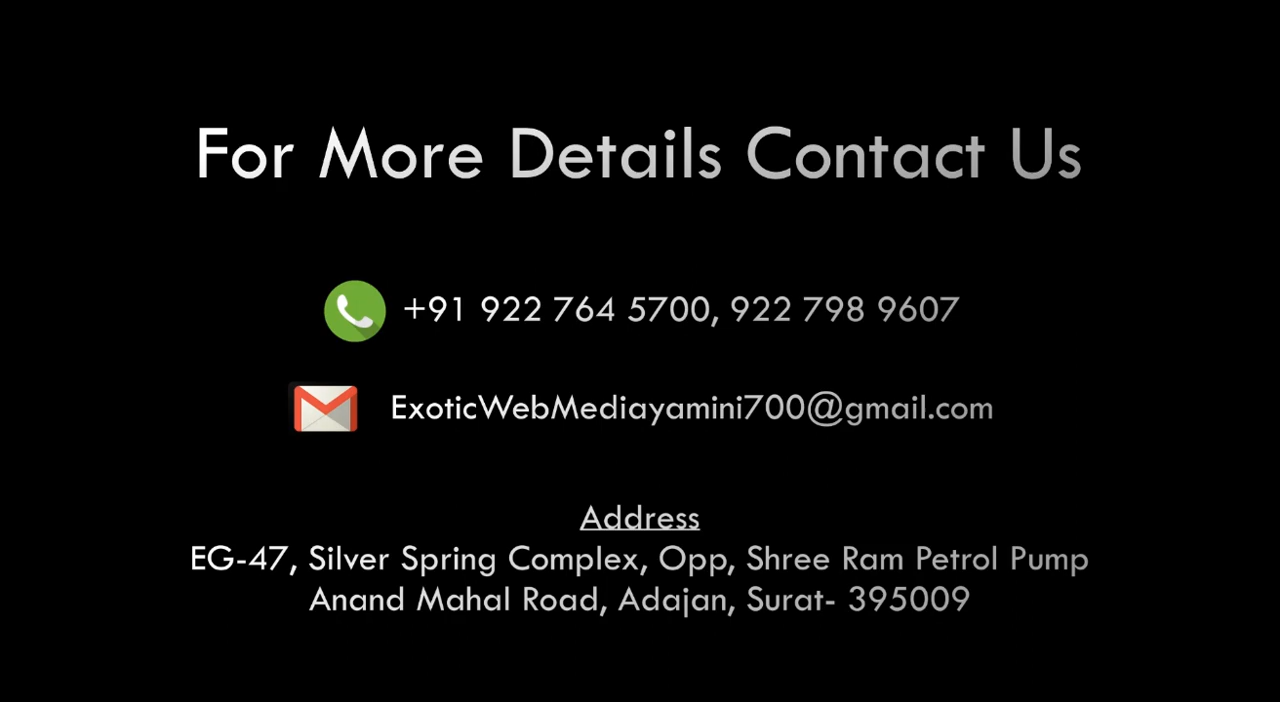 For More Details Contact Us
+91 922 764 5700, 922 798 9607
ExoticWebMediayamini700@gmail.com
Address
EG-47, Silver Spring Complex, Opp, Shree Ram Petrol Pump
Anand Mahal Road, Adajan, Surat- 395009